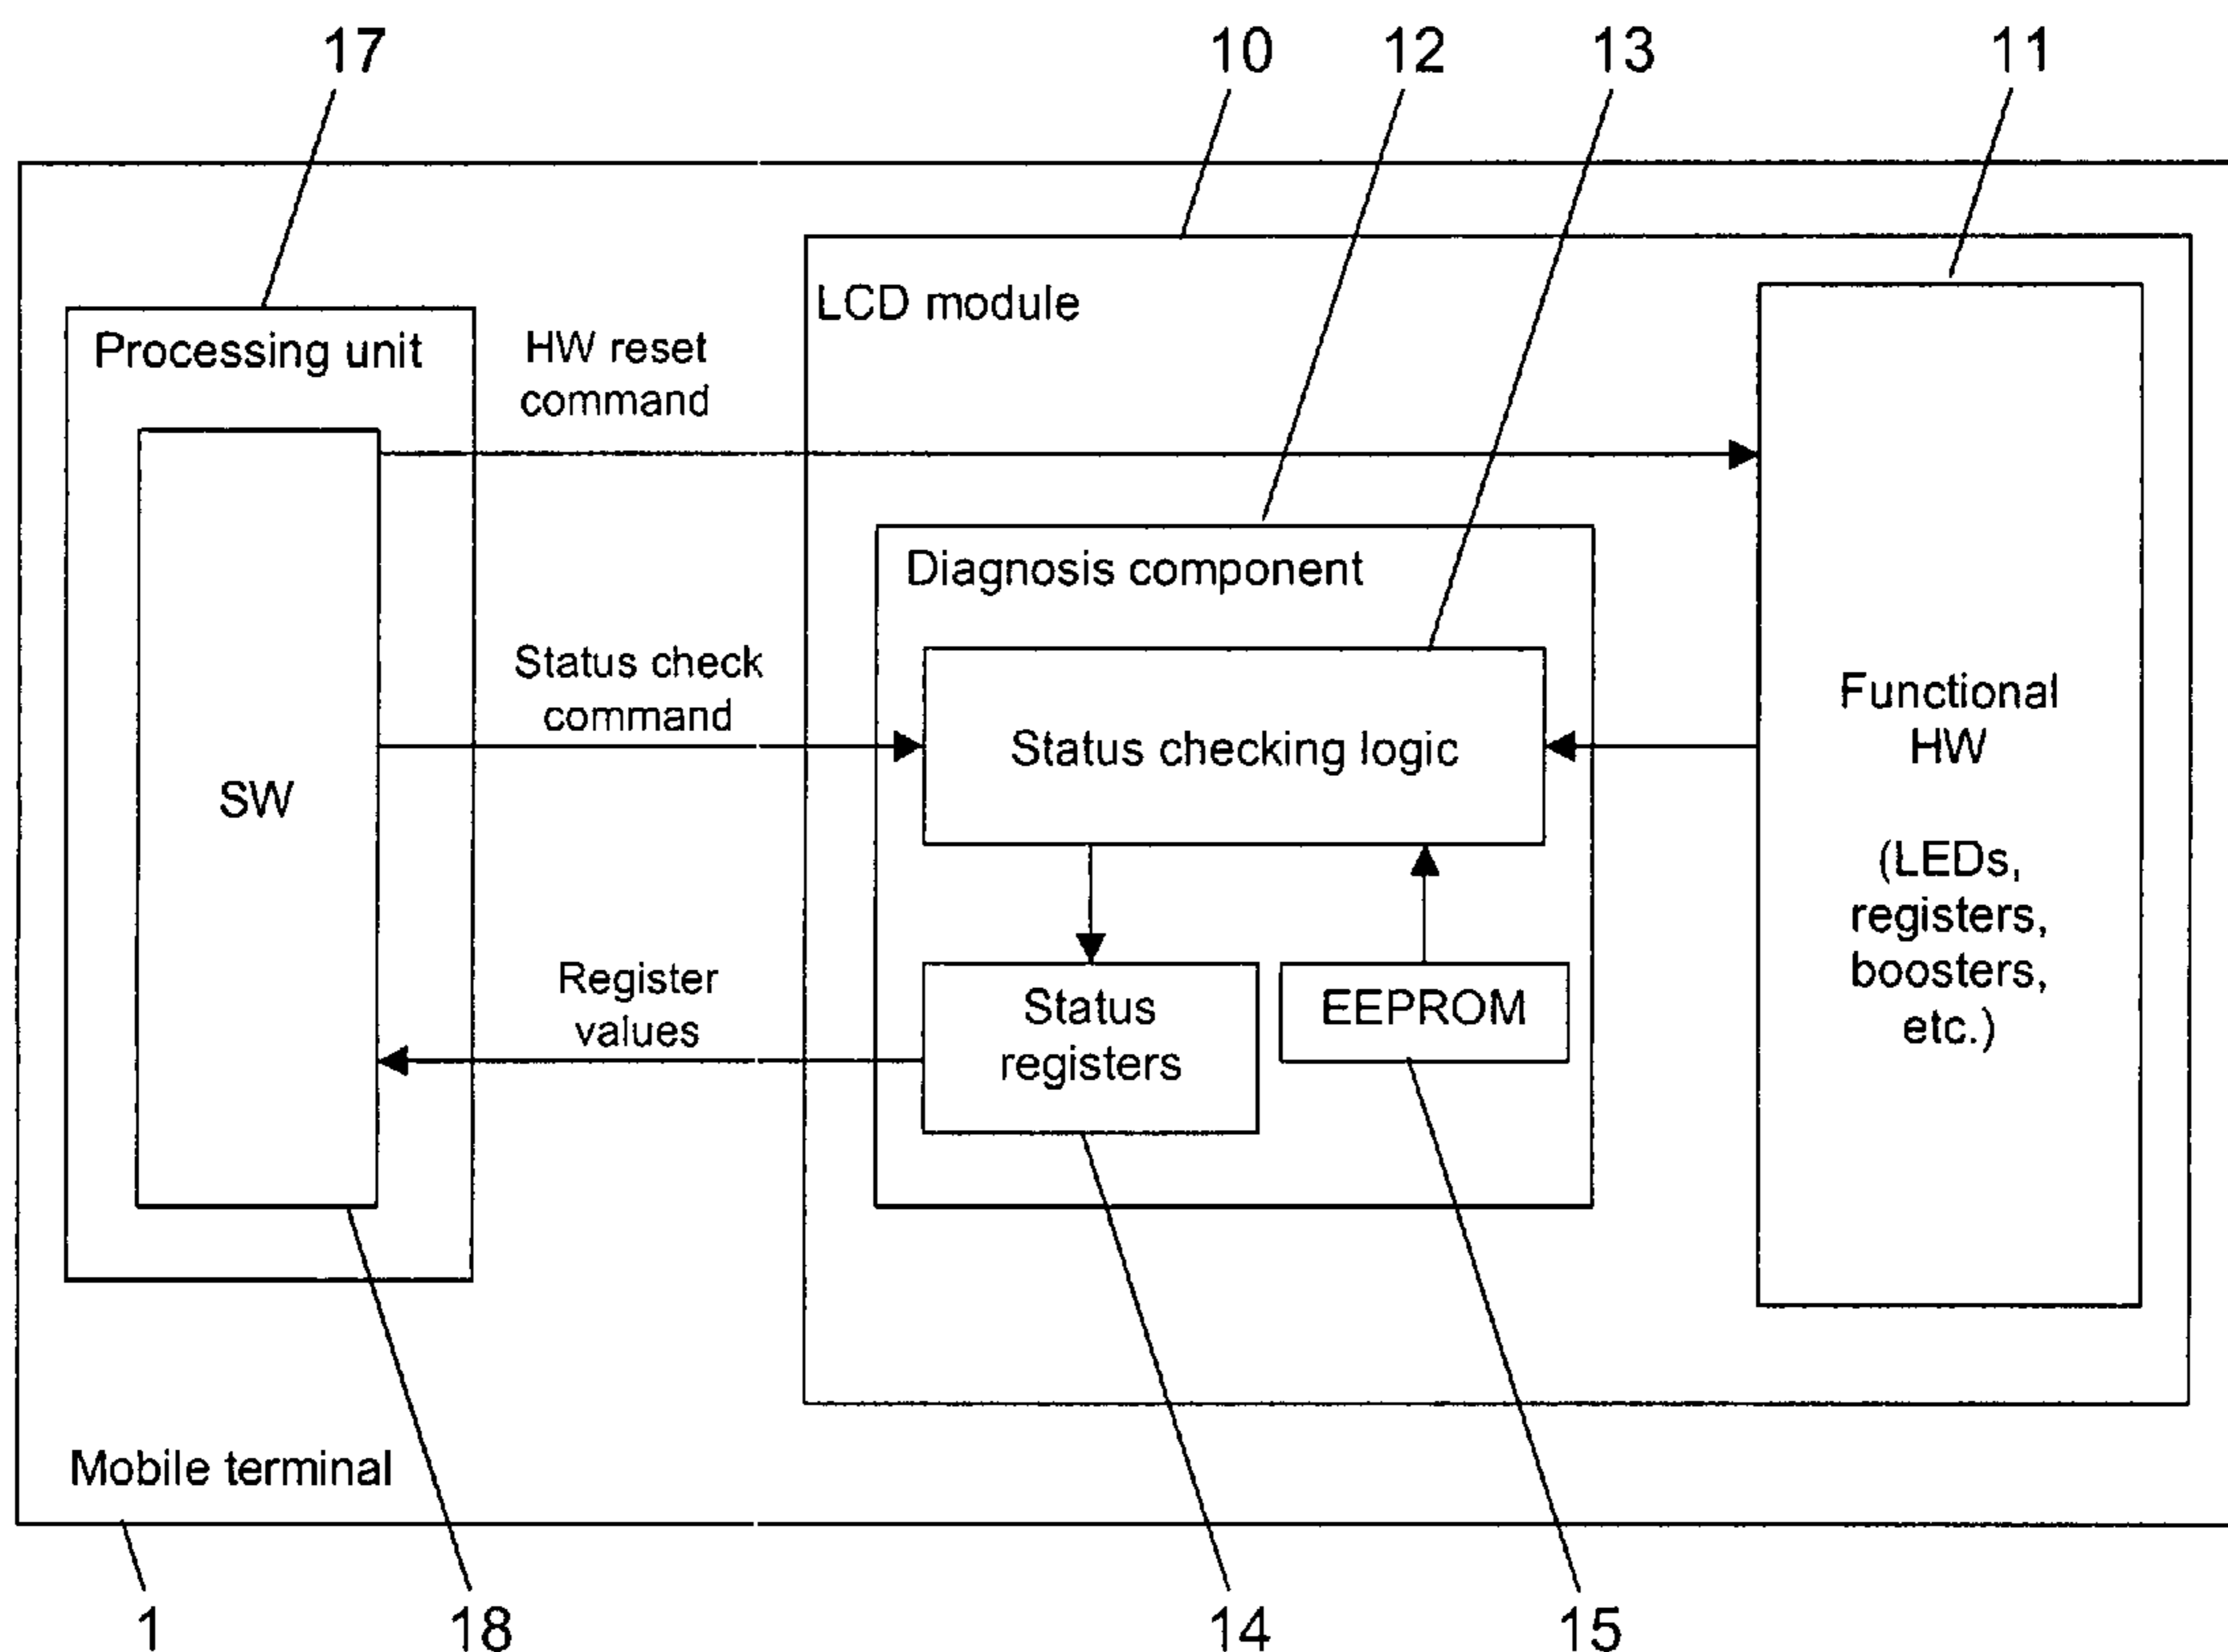 17
10
12
13
11
LCD module
Processing unit
HW reset
command
Diagnosis component
Status check
command
Status checking logic
SW
Functional
HW
(LEDs,
registers,
boosters,
etc.)
Register
values
Status
registers
EEPROM
Mobile terminal
1
18
14
15